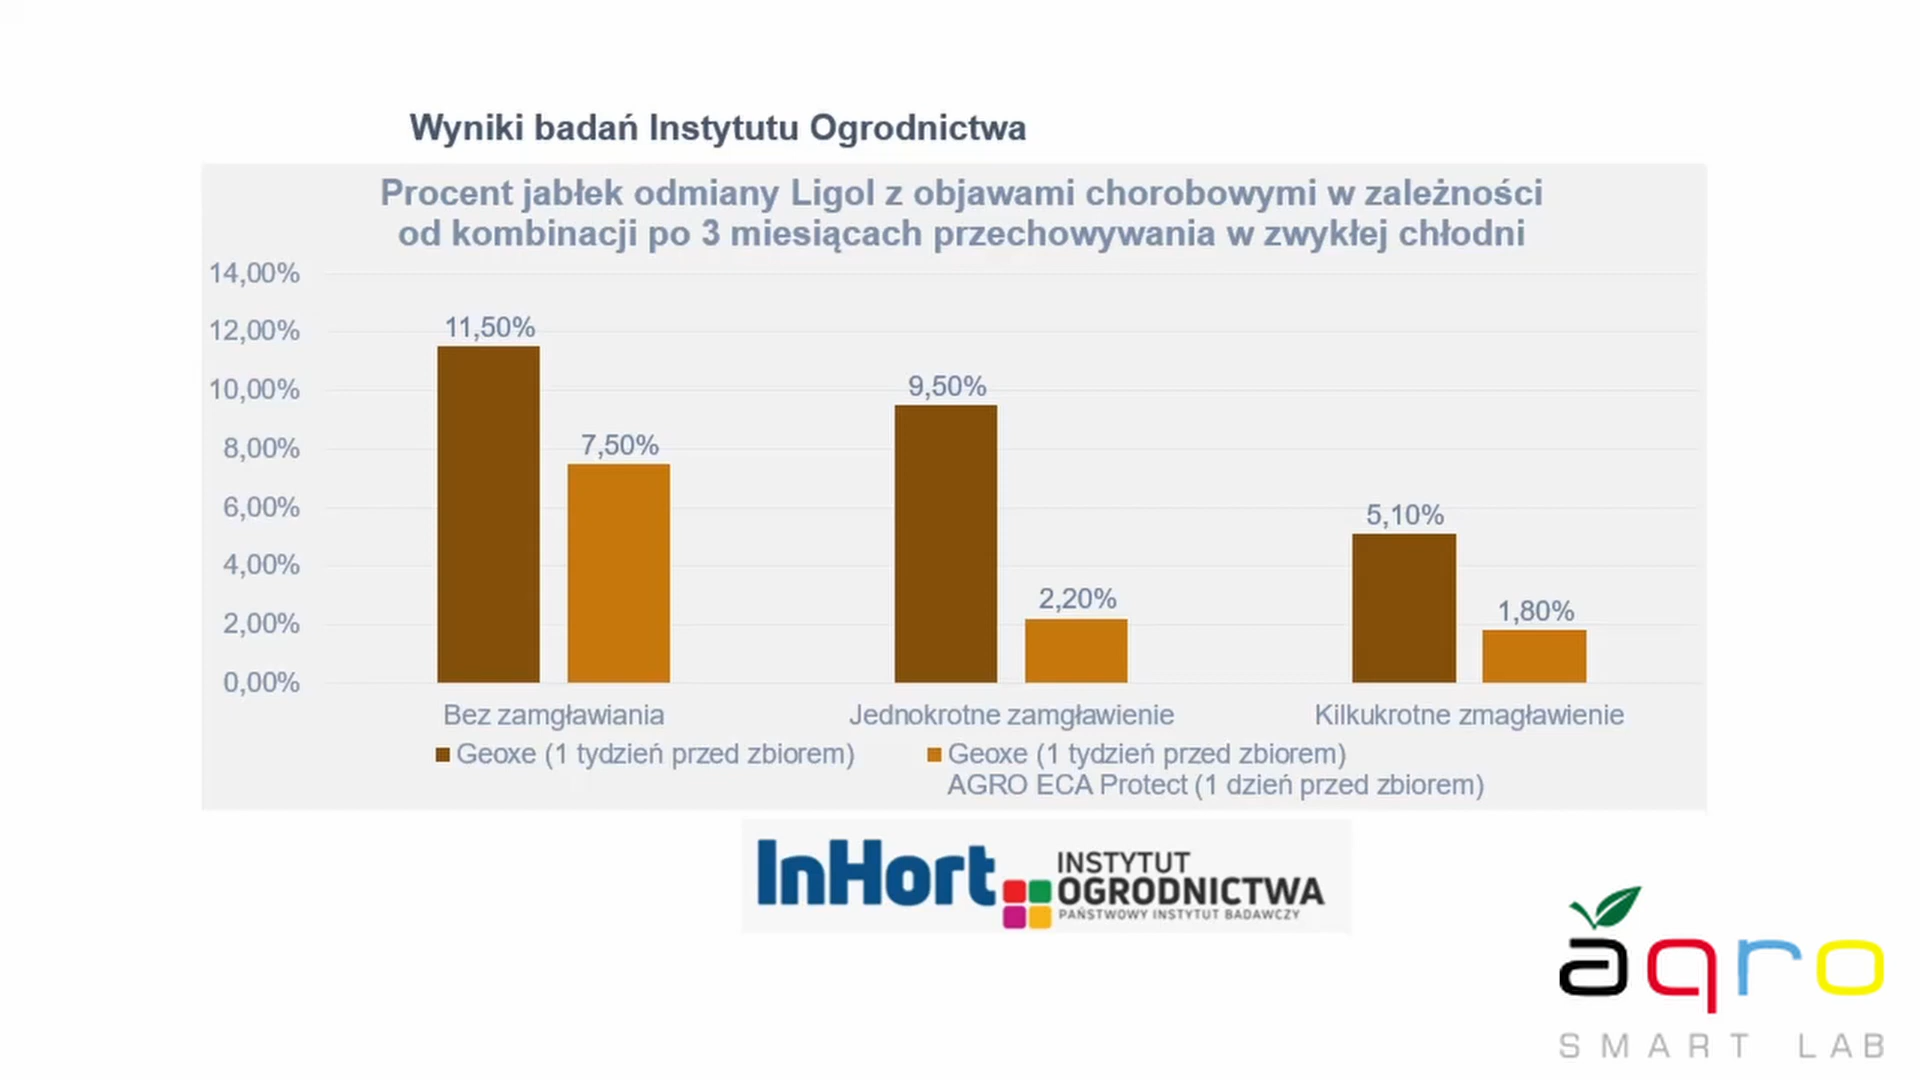 Wyniki badań Instytutu Ogrodnictwa
Procent jabłek odmiany Ligol z objawami chorobowymi w zależności
od kombinacji po 3 miesiącach przechowywania w zwykłej chłodni
14,00%
12,00%
10,00%
8,00%
6,00%
4,00%
2,00%
0,00%
11,50%
7,50%
9,50%
2,20%
5,10%
1,80%
Bez zamgławiania
Jednokrotne zamgławienie
Kilkukrotne zmagławienie
Geoxe (1 tydzień przed zbiorem)
Geoxe (1 tydzień przed zbiorem)
AGRO ECA Protect (1 dzień przed zbiorem)
InHort
INSTYTUT
OGRODNICTWA
PAŃSTWOWY INSTYTUT BADAWCZY
agro
SMART LAB